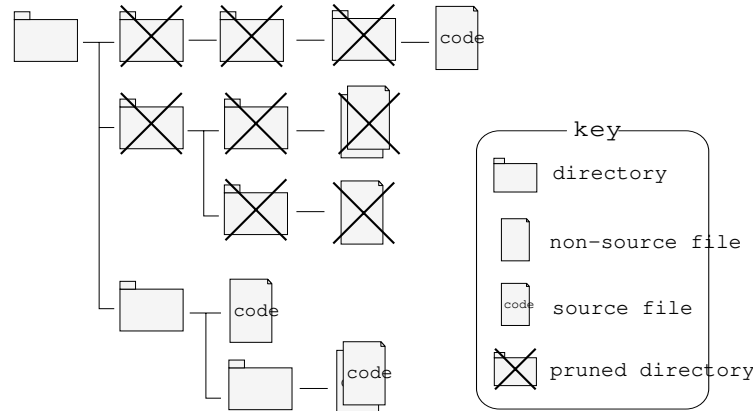 code
key
directory
non-source file
code
code source file
code
pruned directory